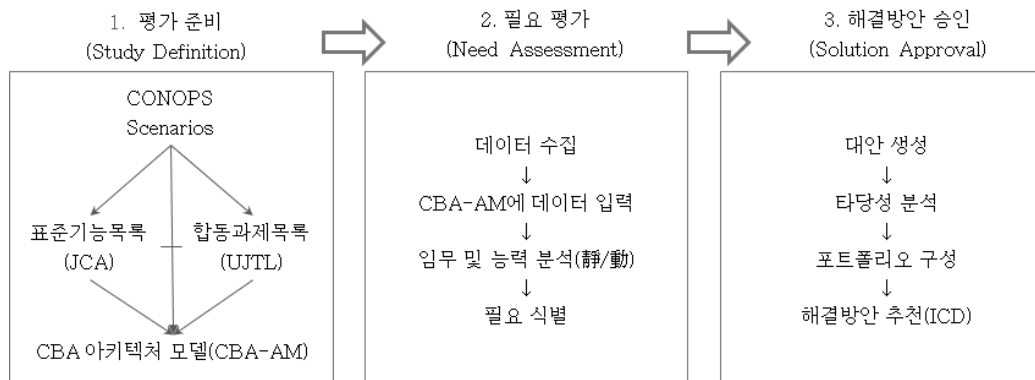 1. 평가 준비
(Study Definition)
CONOPS
Scenarios
표준기능목록
(JCA)
합동과제목록
(UJTL)
CBA 아키텍처 모델(CBA-AM)
2. 필요 평가
(Need Assessment)
데이터 수집
↓
CBA-AM에 데이터 입력
↓
임무 및 능력 분석(靜/動)
↓
필요 식별
3. 해결방안 승인
(Solution Approval)
대안 생성
↓
타당성 분석
↓
포트폴리오 구성
↓
해결방안 추천(ICD)